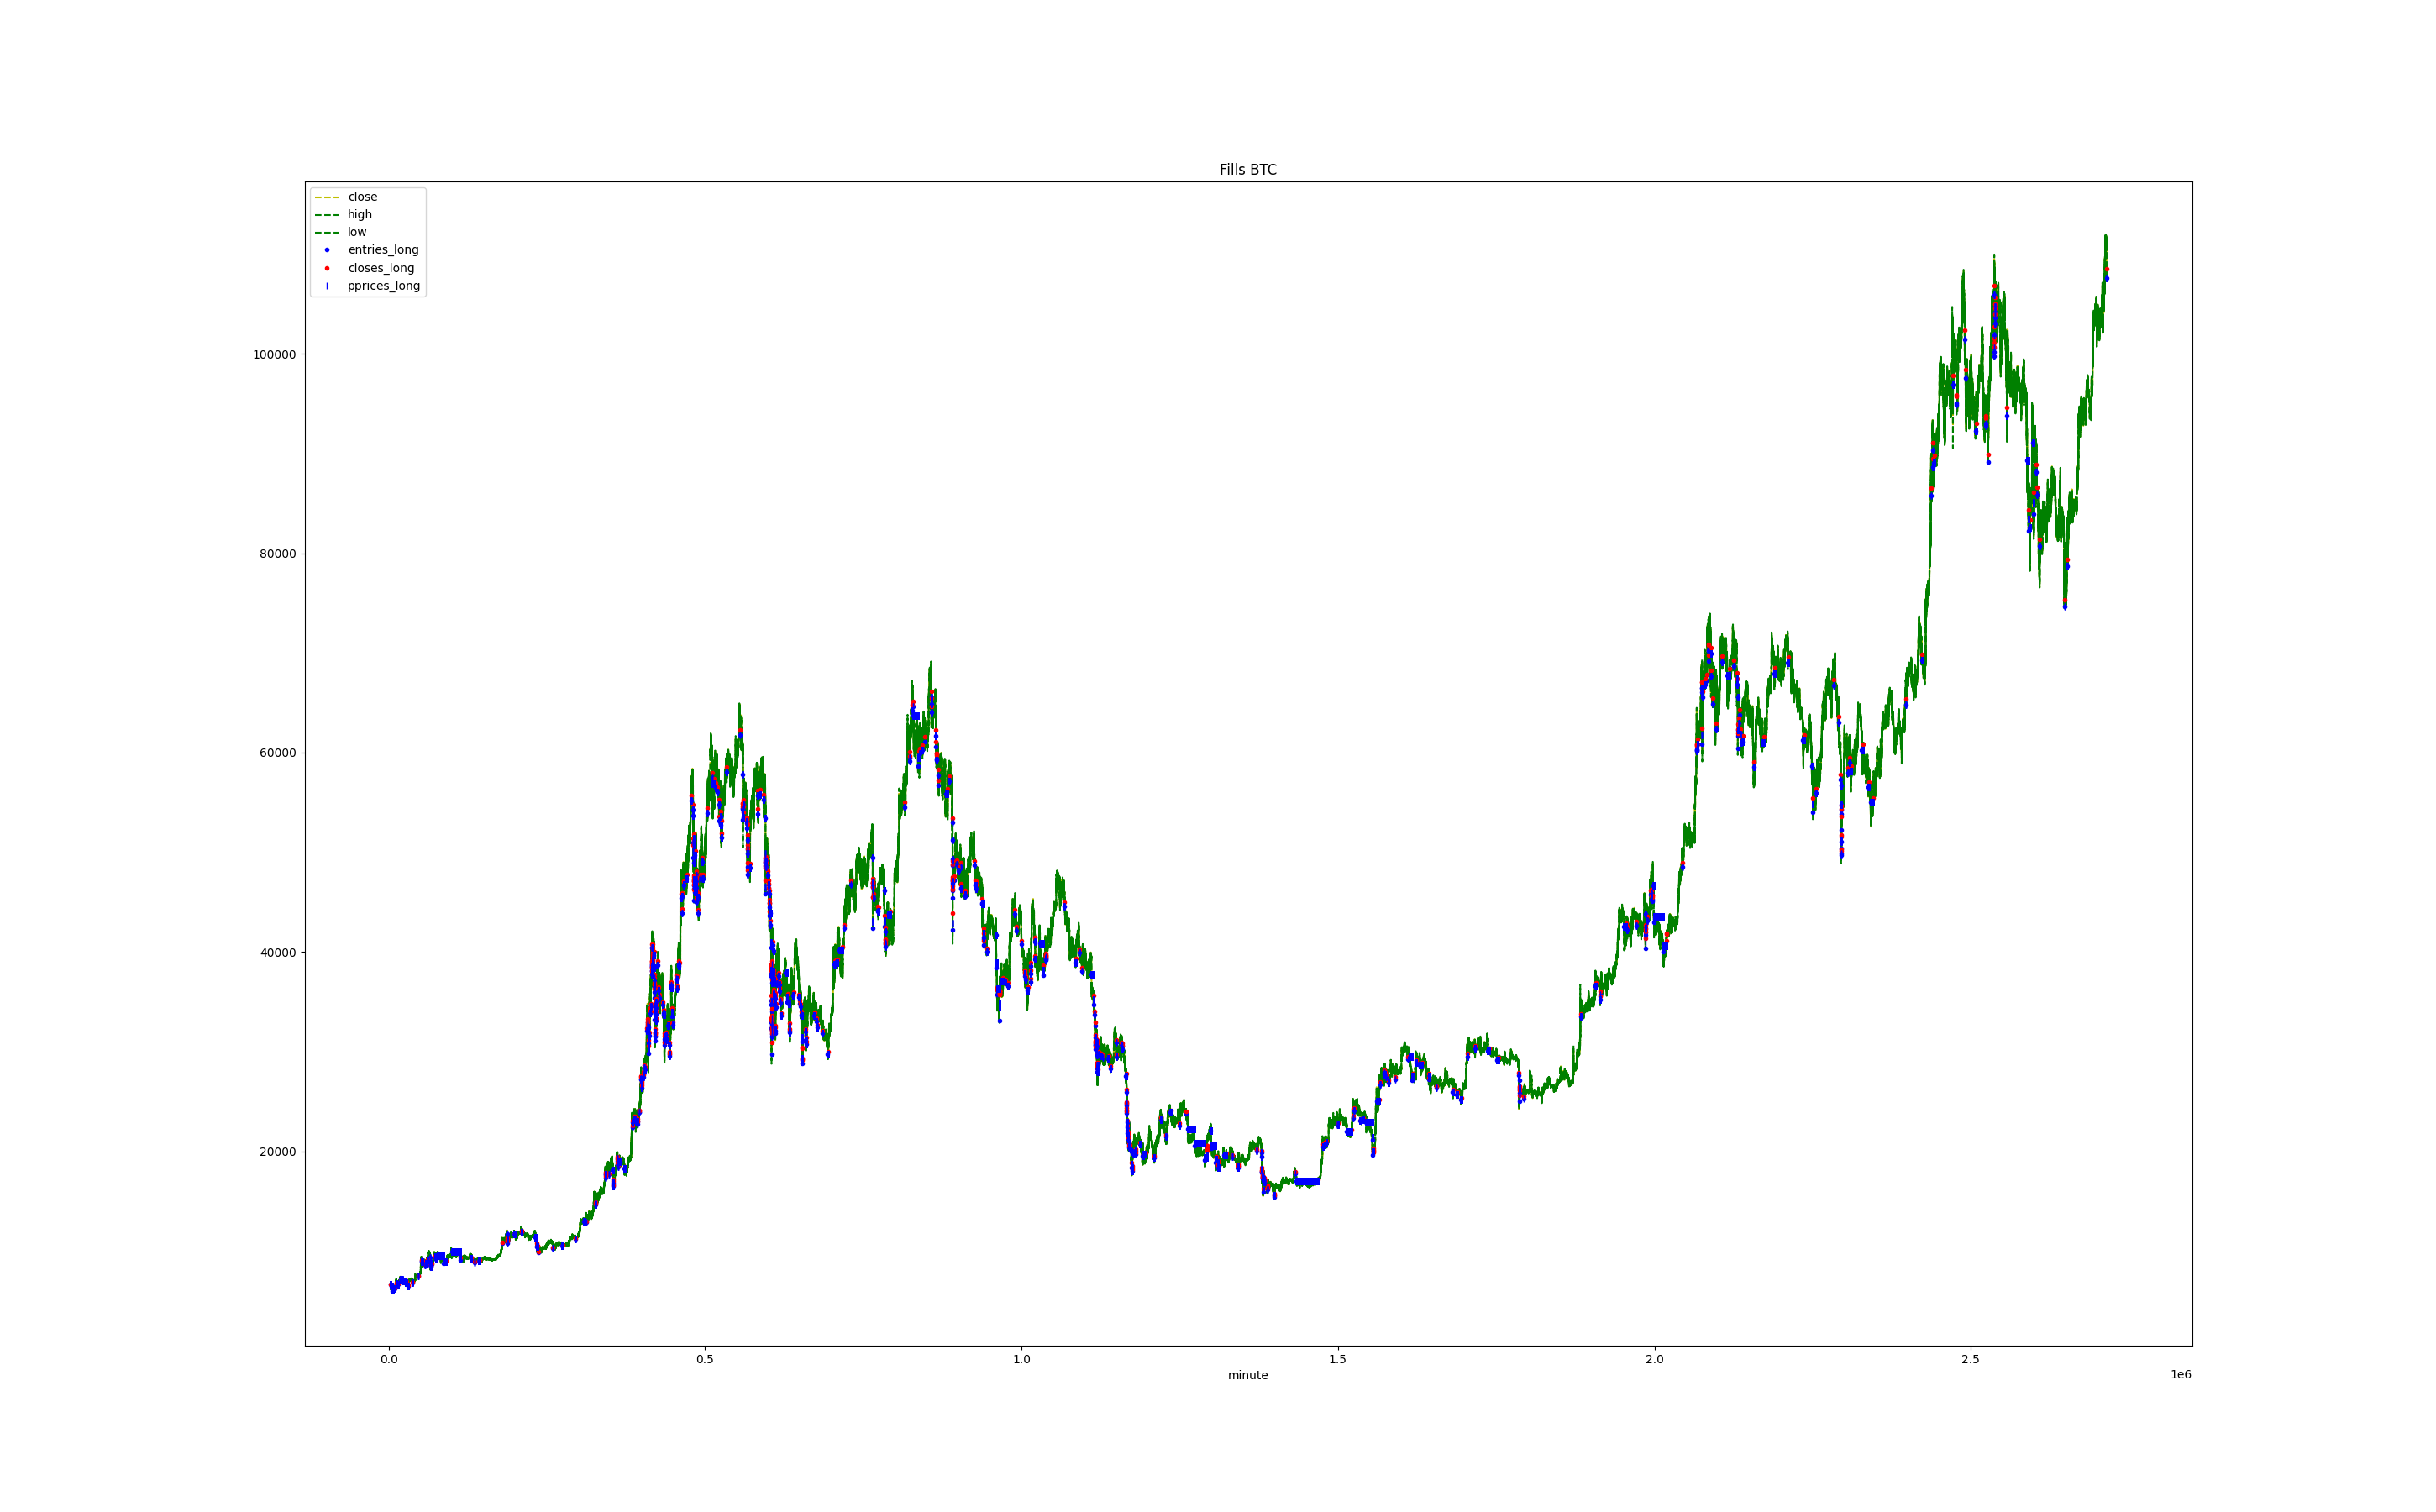 Fills BTC
close
high
low
entries_long
closes_long
pprices_long
100000
80000
60000
40000
20000
0.0 0.5 1.0 1.5 2.0 2.5
minute 1e6